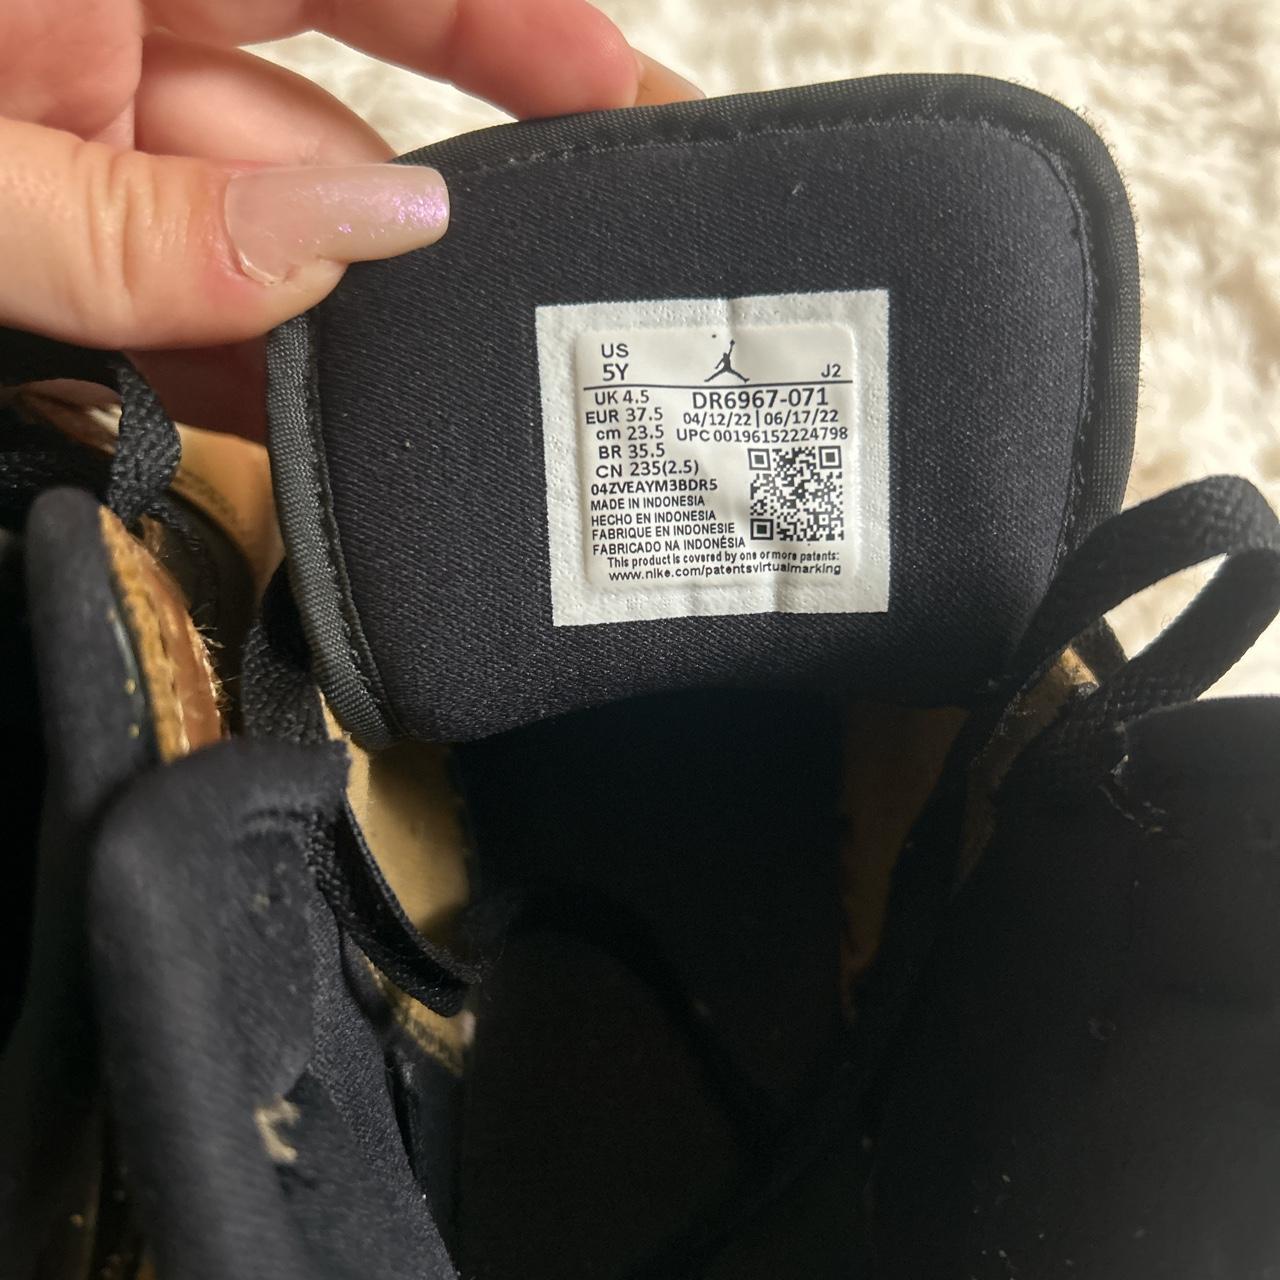 US
5Y
J2
UK 4.5
DR6967-071
EUR 37.5
04/12/22 | 06/17/22
cm 23.5
UPC 00196152224798
BR 35.5
CN 235(2.5)
04ZVEAYM3BDR5
MADE IN INDONESIA
HECHO EN INDONESIA
FABRIQUE EN INDONESIE
FABRICADO NA INDONÉSIA
This product is covered by one or more patents:
www.nike.com/patentsvirtualmarking